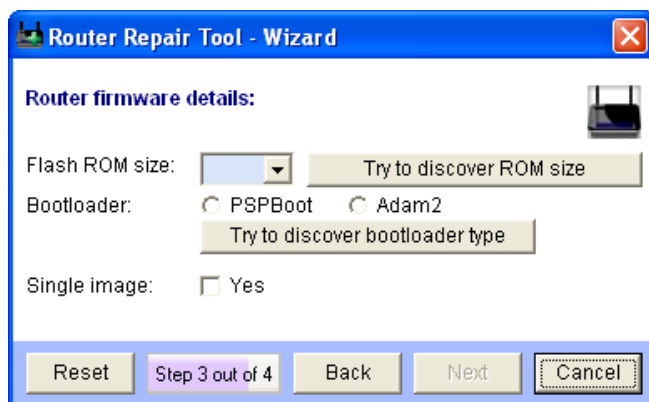 Router Repair Tool - Wizard
Router firmware details:
Flash ROM size: Try to discover ROM size
Bootloader: PSPBoot Adam2
Try to discover bootloader type
Single image: Yes
Reset Step 3 out of 4 Back Next Cancel